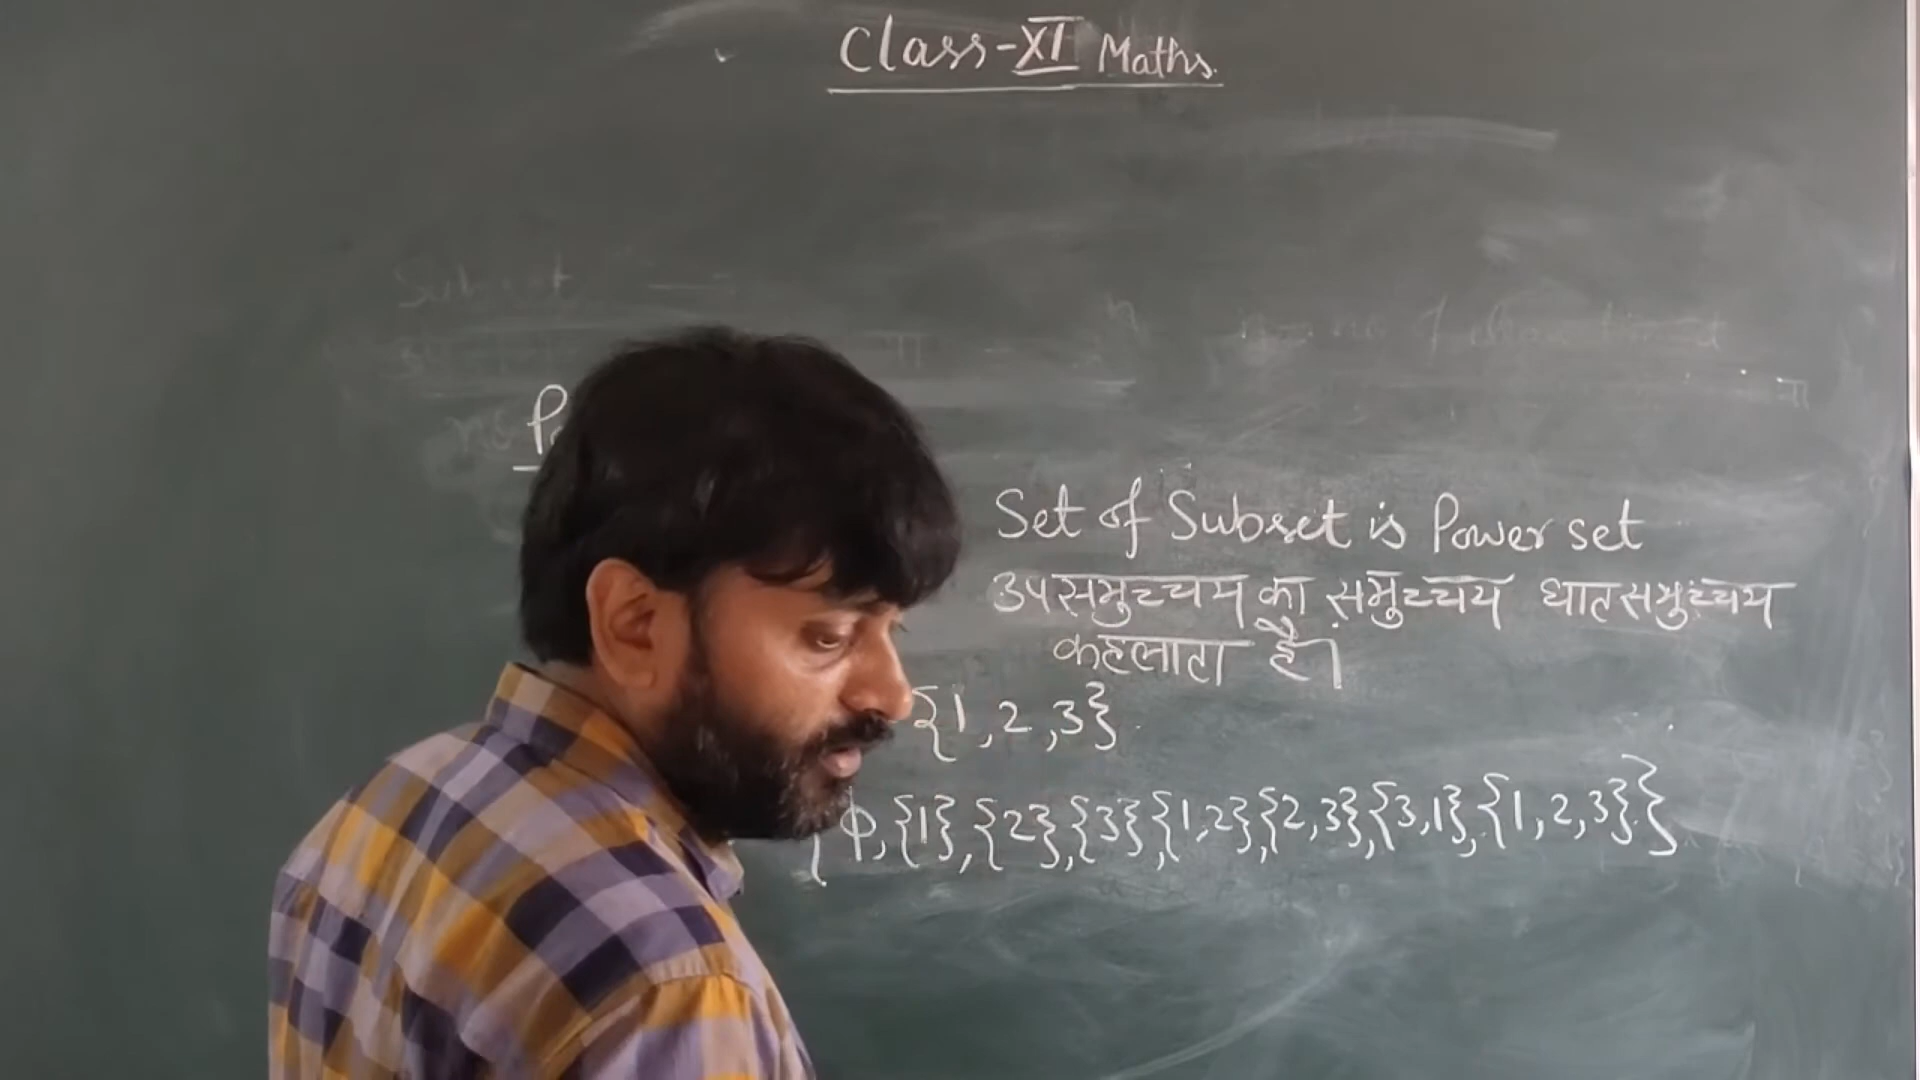 Class-XI Maths.
Set of Subset is Power set
उपसमुच्चय का समुच्चय घातसमुच्चय
कहलाता है।
{1,2,3}
{φ,{1},{2},{3},{1,2},{2,3},{3,1},{1,2,3}}